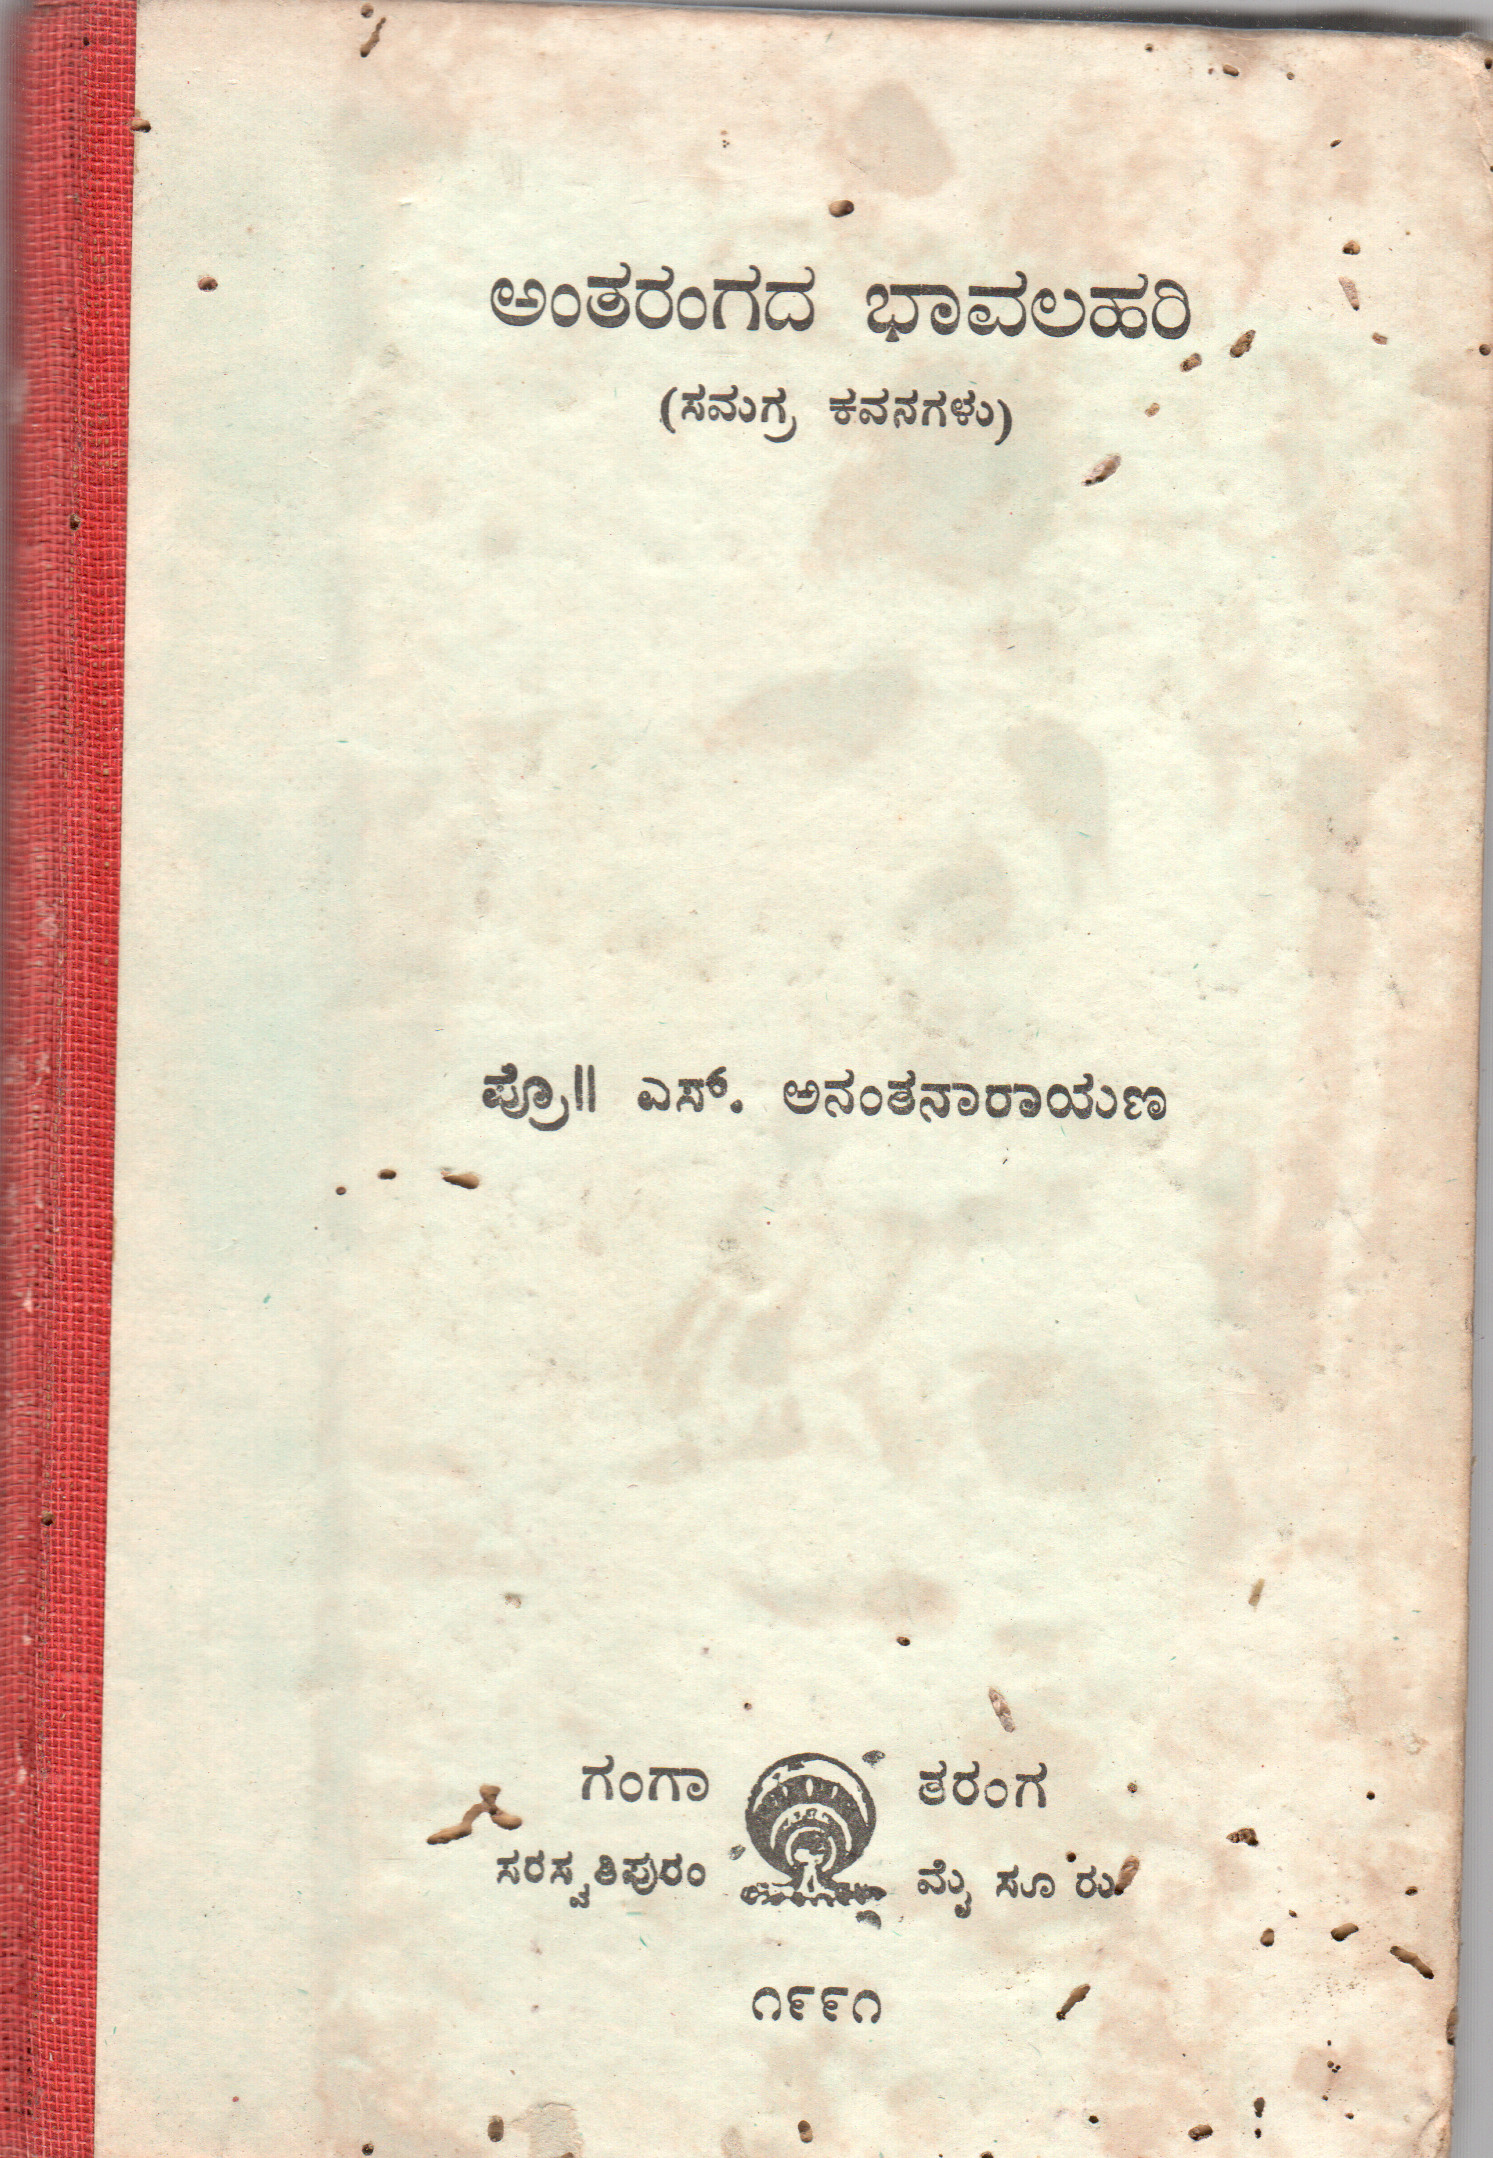 ಅಂತರಂಗದ ಭಾವಲಹರಿ
(ಸಮಗ್ರ ಕವನಗಳು)
ಪ್ರೊ॥ ಎಸ್. ಅನಂತನಾರಾಯಣ
ಗಂಗಾ ತರಂಗ
ಸರಸ್ವತಿಪುರಂ ಮೈಸೂರು
೧೯೯೧